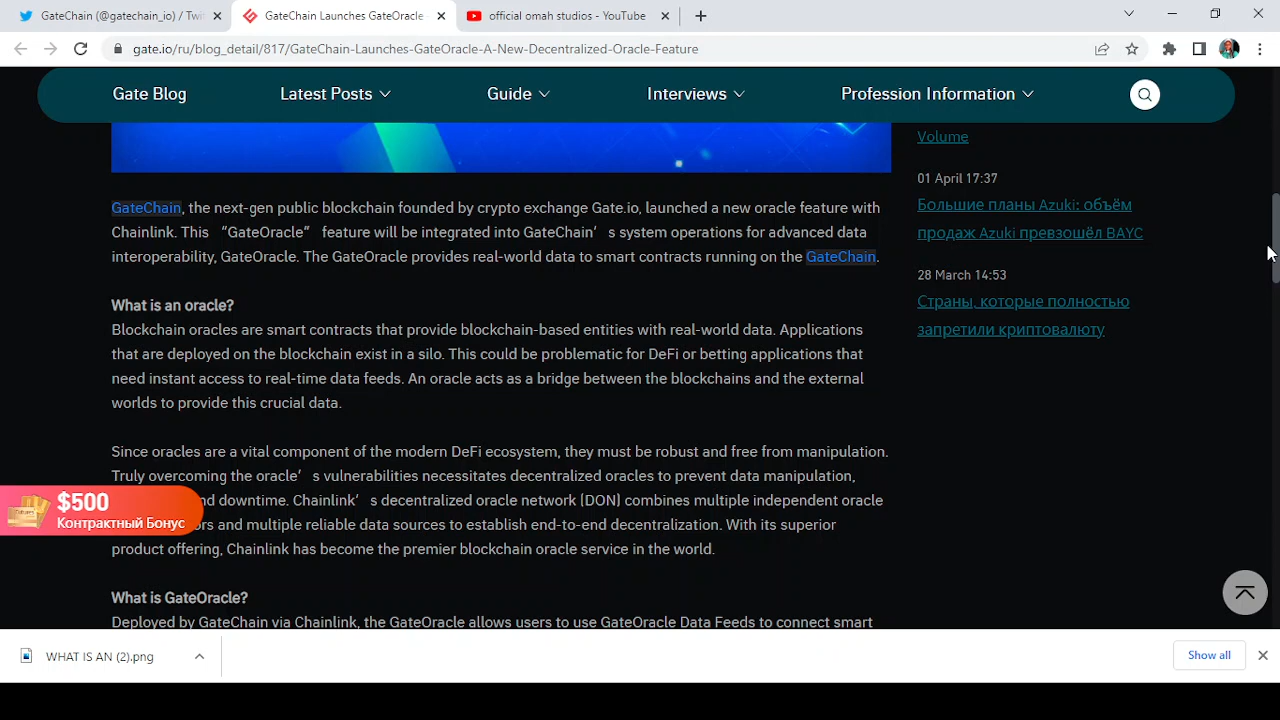 GateChain (@gatechain_io) / Twit
GateChain Launches GateOracle
official omah studios - YouTube
gate.io/ru/blog_detail/817/GateChain-Launches-GateOracle-A-New-Decentralized-Oracle-Feature
Gate Blog
Latest Posts
Guide
Interviews
Profession Information
GateChain, the next-gen public blockchain founded by crypto exchange Gate.io, launched a new oracle feature with
Chainlink. This “GateOracle” feature will be integrated into GateChain’s system operations for advanced data
interoperability, GateOracle. The GateOracle provides real-world data to smart contracts running on the GateChain.
What is an oracle?
Blockchain oracles are smart contracts that provide blockchain-based entities with real-world data. Applications
that are deployed on the blockchain exist in a silo. This could be problematic for DeFi or betting applications that
need instant access to real-time data feeds. An oracle acts as a bridge between the blockchains and the external
worlds to provide this crucial data.
Since oracles are a vital component of the modern DeFi ecosystem, they must be robust and free from manipulation.
Truly overcoming the oracle’s vulnerabilities necessitates decentralized oracles to prevent data manipulation,
nd downtime. Chainlink’s decentralized oracle network (DON) combines multiple independent oracle
ors and multiple reliable data sources to establish end-to-end decentralization. With its superior
product offering, Chainlink has become the premier blockchain oracle service in the world.
What is GateOracle?
Deployed by GateChain via Chainlink, the GateOracle allows users to use GateOracle Data Feeds to connect smart
Volume
01 April 17:37
Большие планы Azuki: объём
продаж Azuki превзошёл BAYC
28 March 14:53
Страны, которые полностью
запретили криптовалюту
Futures
$500
Контрактный Бонус
WHAT IS AN (2).png
Show all